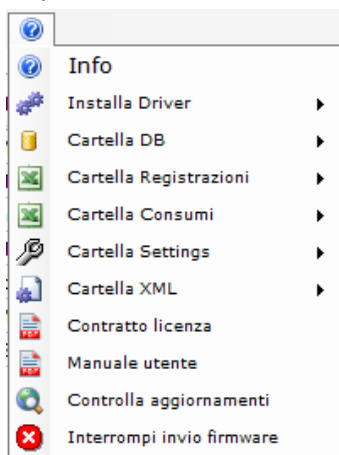 Info
Installa Driver
Cartella DB
Cartella Registrazioni
Cartella Consumi
Cartella Settings
Cartella XML
Contratto licenza
Manuale utente
Controlla aggiornamenti
Interrompi invio firmware